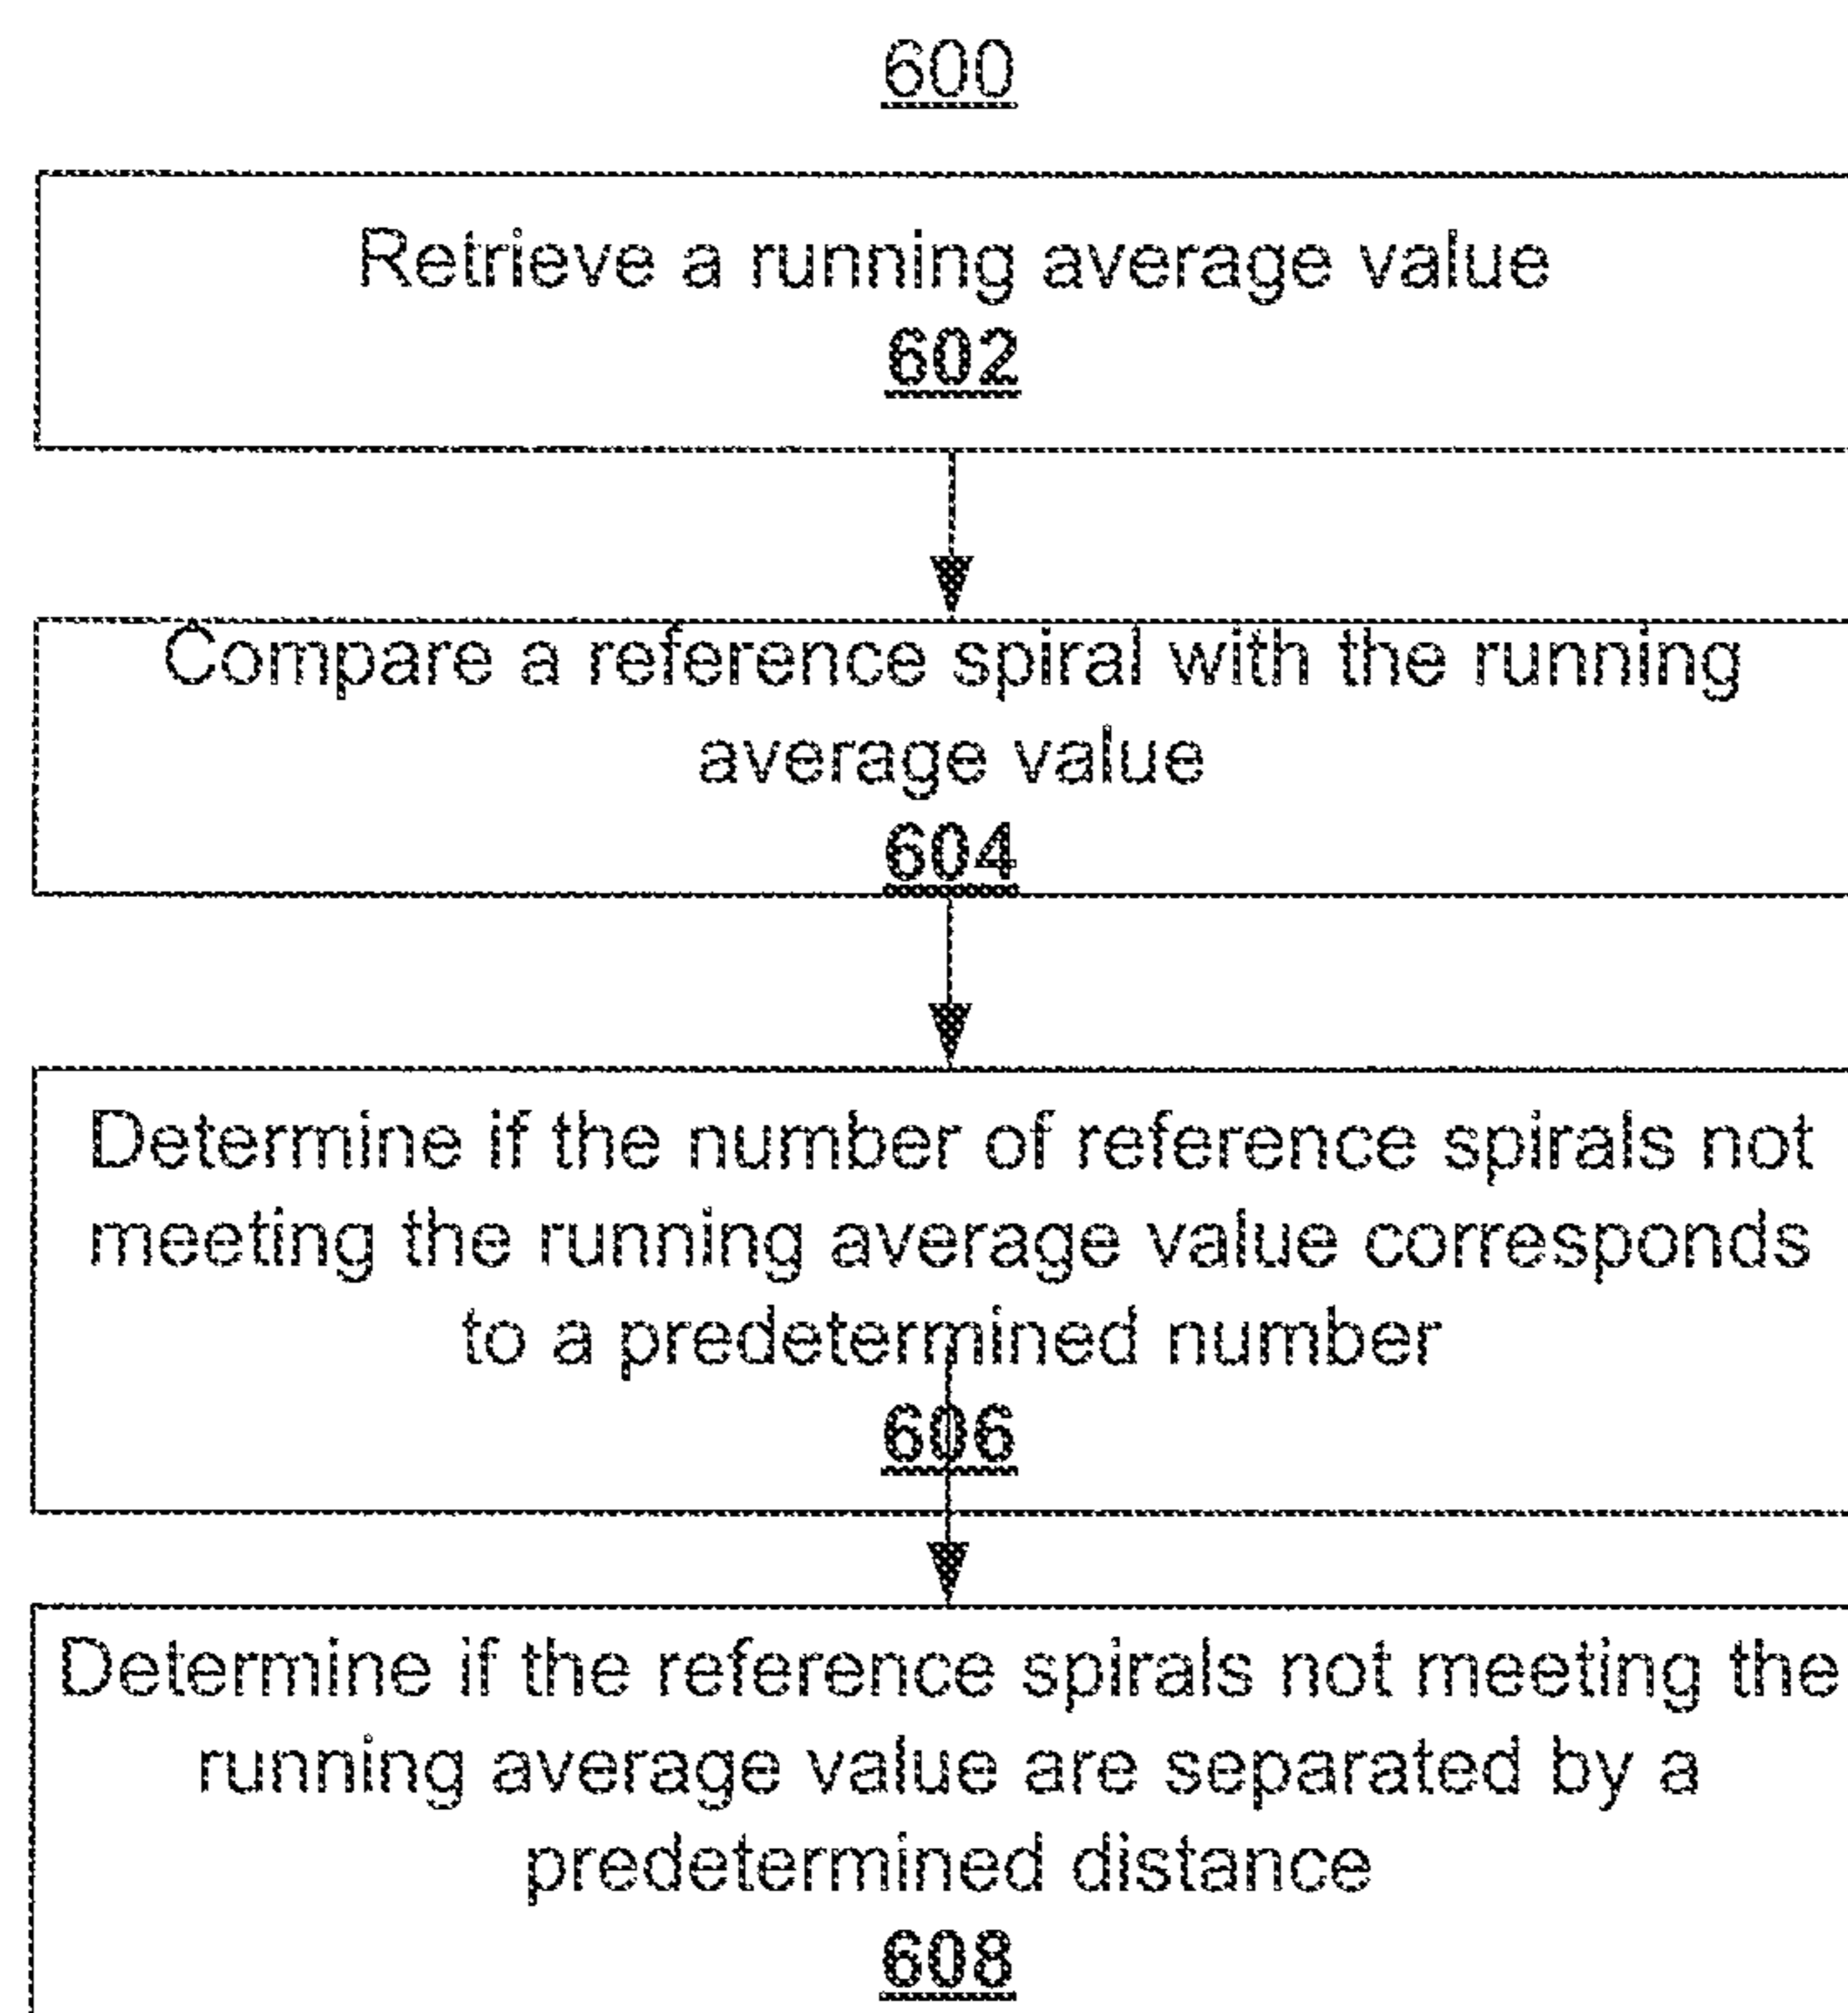 600
Retrieve a running average value
602
Compare a reference spiral with the running
average value
604
Determine if the number of reference spirals not
meeting the running average value corresponds
to a predetermined number
606
Determine if the reference spirals not meeting the
running average value are separated by a
predetermined distance
608